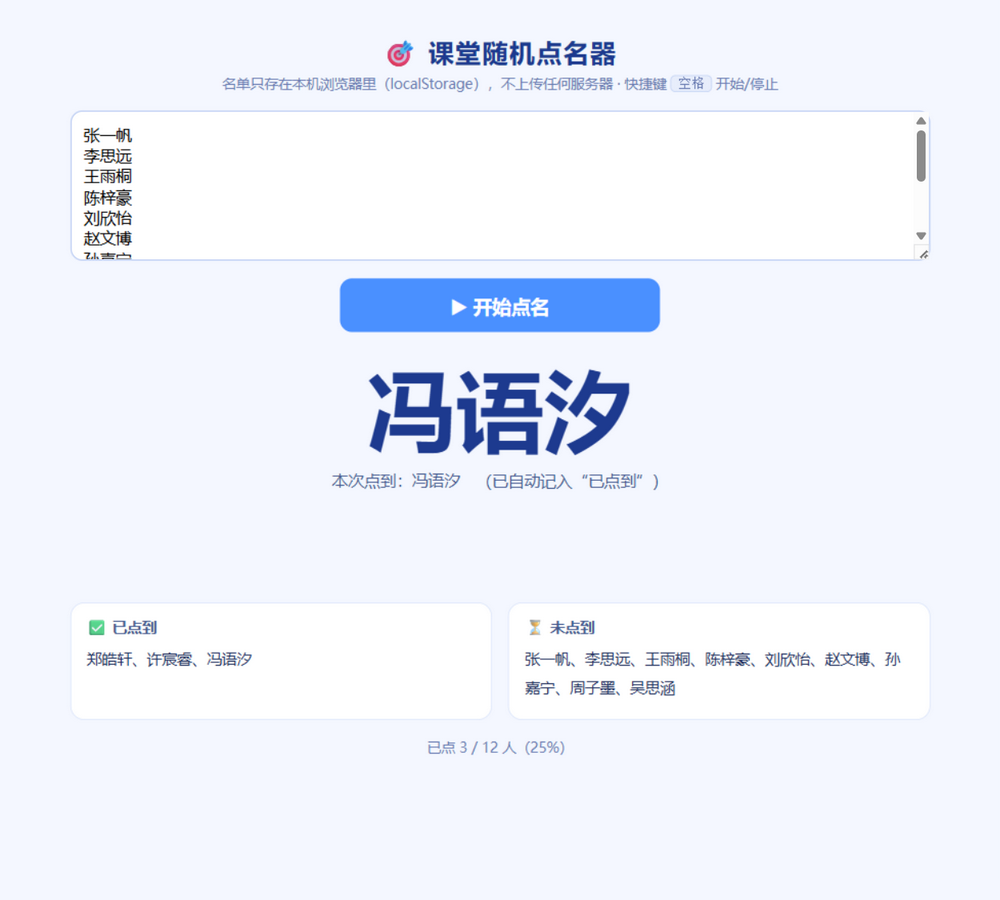 🎯 课堂随机点名器
名单只存在本机浏览器里（localStorage），不上传任何服务器 · 快捷键 空格 开始/停止
张一帆
李思远
王雨桐
陈梓豪
刘欣怡
赵文博
孙嘉宁
▶ 开始点名
冯语汐
本次点到：冯语汐 （已自动记入“已点到”）
✅ 已点到
郑皓轩、许宸睿、冯语汐
⏳ 未点到
张一帆、李思远、王雨桐、陈梓豪、刘欣怡、赵文博、孙
嘉宁、周子墨、吴思涵
已点 3 / 12 人（25%）